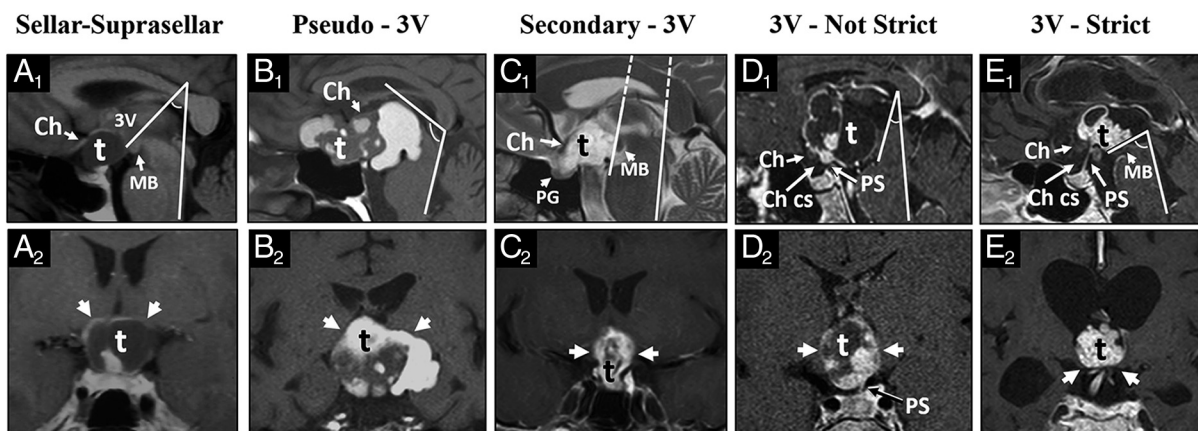 Sellar-Suprasellar Pseudo - 3V Secondary - 3V 3V - Not Strict 3V - Strict
A1 Ch 3V t MB
B1 Ch t
C1 Ch t MB PG
D1 t Ch Ch cs PS
E1 t Ch MB Ch cs PS
A2 t
B2 t
C2 t
D2 t PS
E2 t